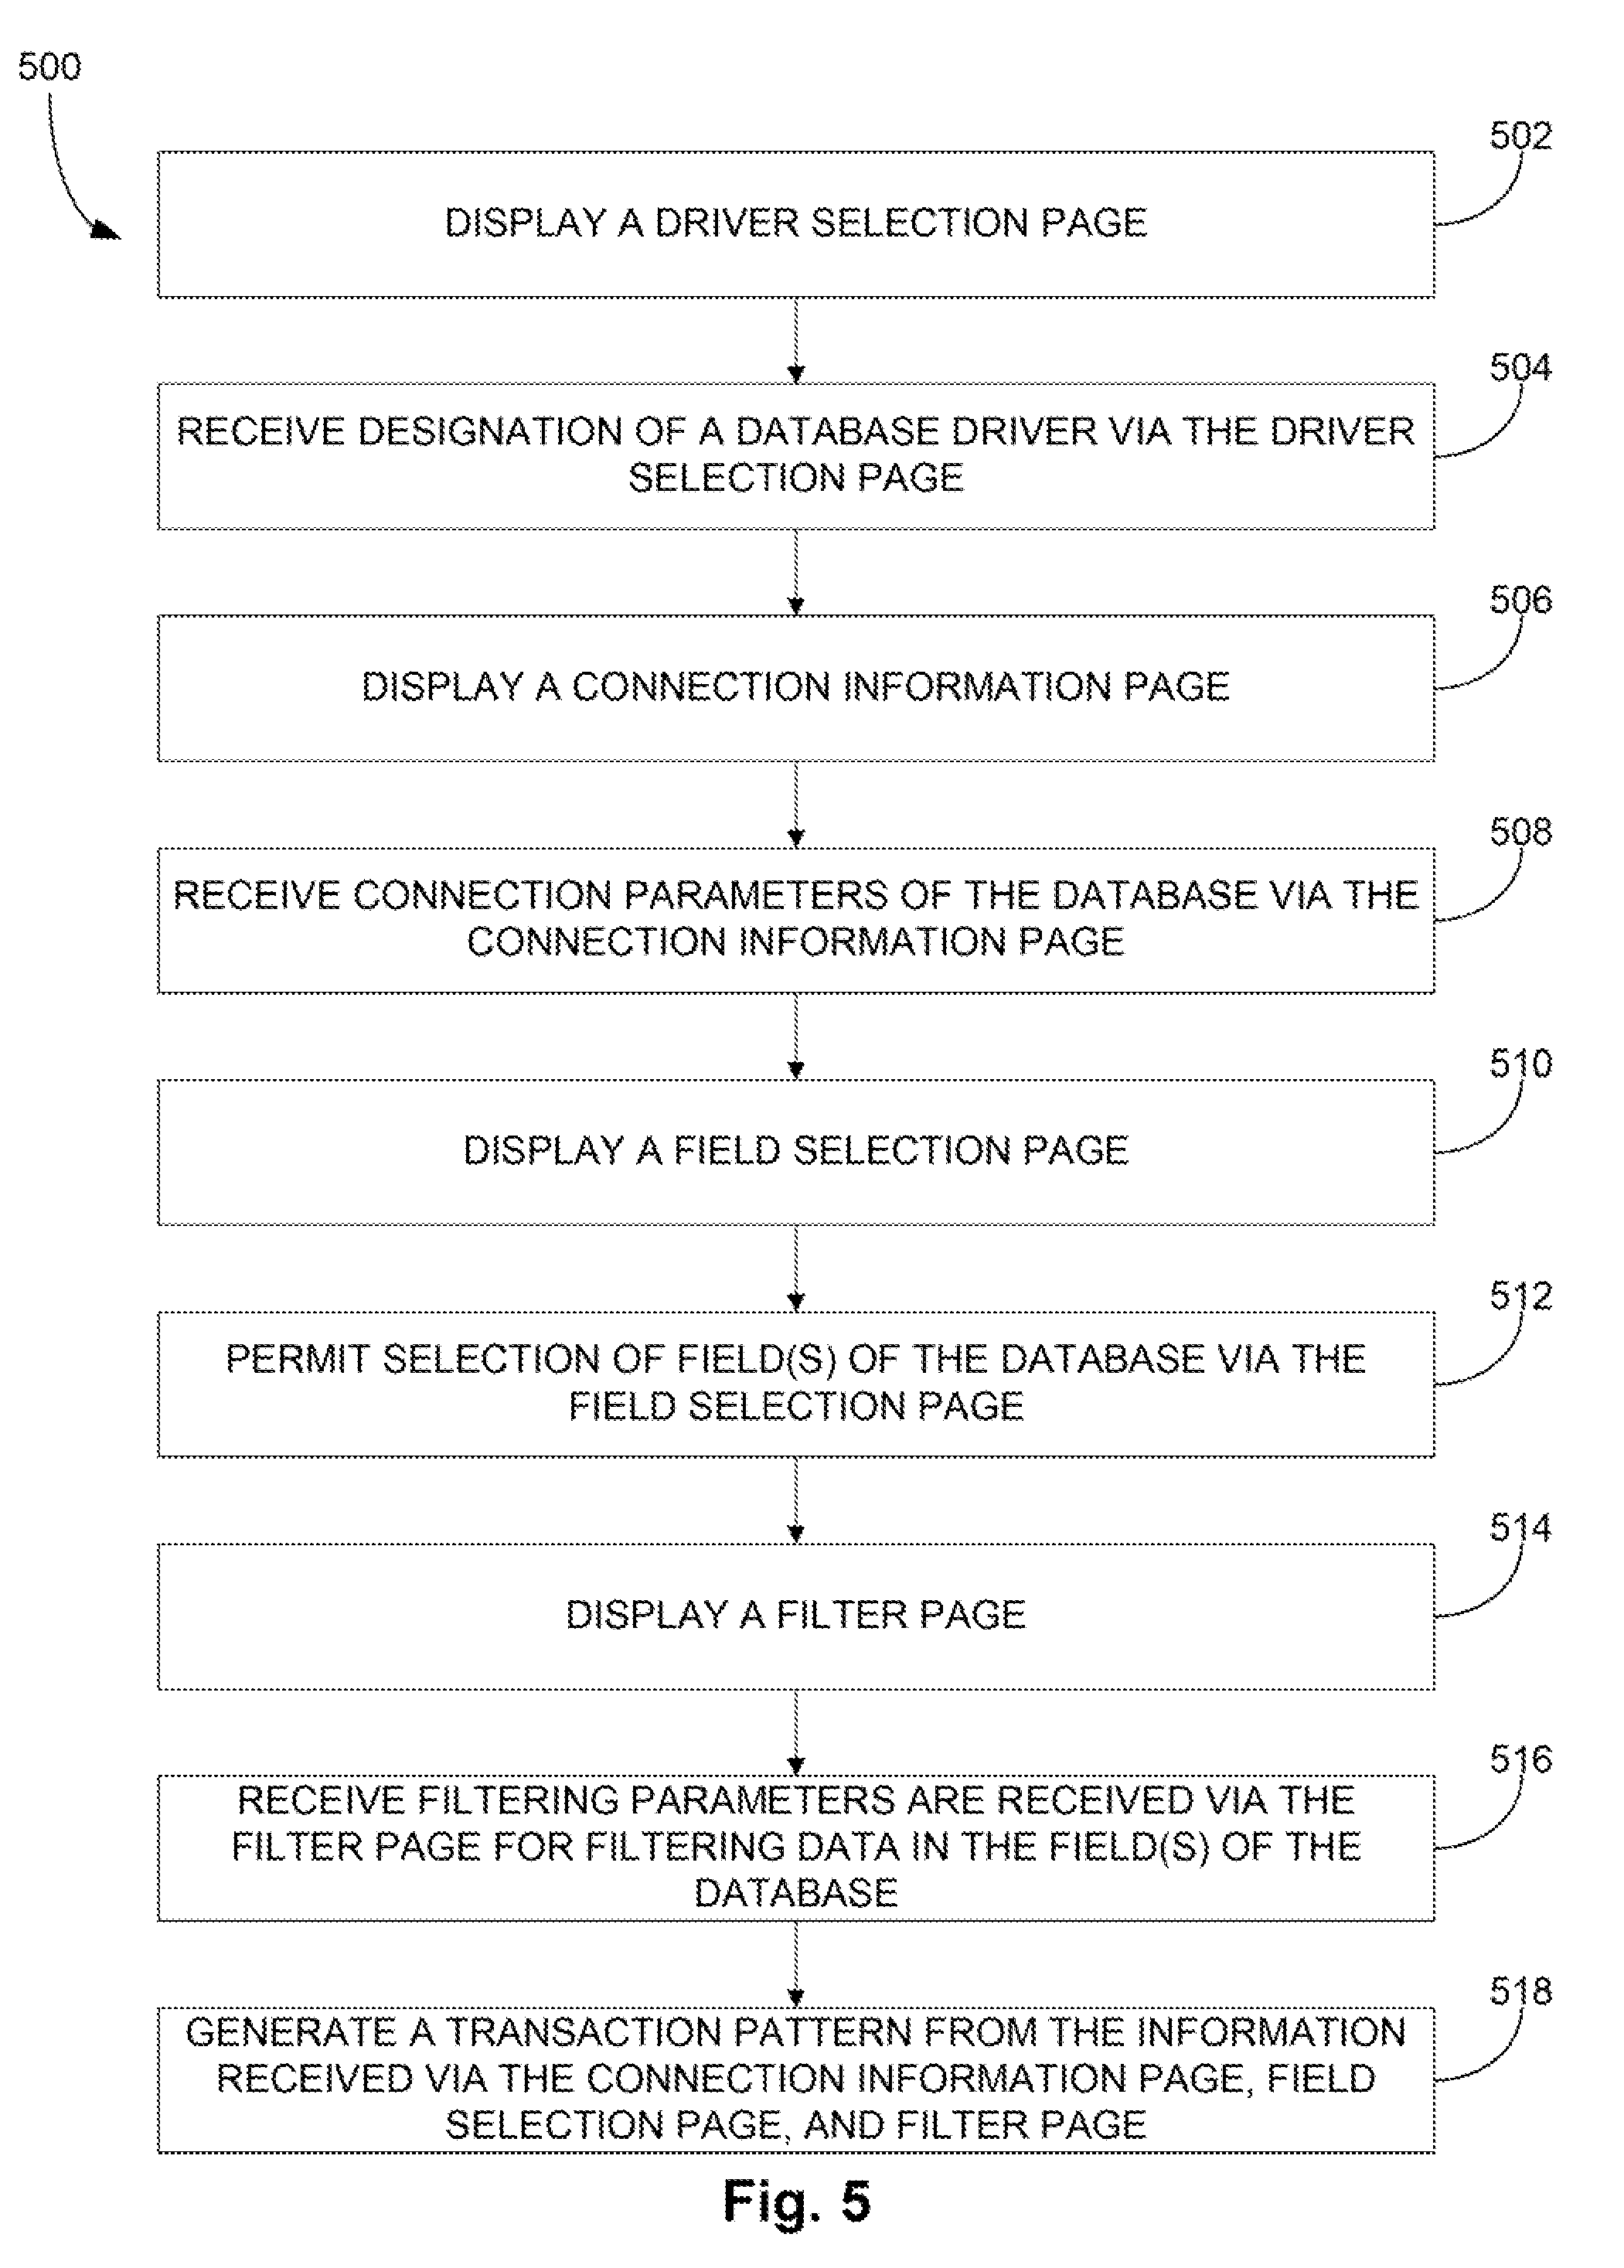 500
502
DISPLAY A DRIVER SELECTION PAGE
504
RECEIVE DESIGNATION OF A DATABASE DRIVER VIA THE DRIVER
SELECTION PAGE
506
DISPLAY A CONNECTION INFORMATION PAGE
508
RECEIVE CONNECTION PARAMETERS OF THE DATABASE VIA THE
CONNECTION INFORMATION PAGE
510
DISPLAY A FIELD SELECTION PAGE
512
PERMIT SELECTION OF FIELD(S) OF THE DATABASE VIA THE
FIELD SELECTION PAGE
514
DISPLAY A FILTER PAGE
516
RECEIVE FILTERING PARAMETERS ARE RECEIVED VIA THE
FILTER PAGE FOR FILTERING DATA IN THE FIELD(S) OF THE
DATABASE
518
GENERATE A TRANSACTION PATTERN FROM THE INFORMATION
RECEIVED VIA THE CONNECTION INFORMATION PAGE, FIELD
SELECTION PAGE, AND FILTER PAGE
Fig. 5